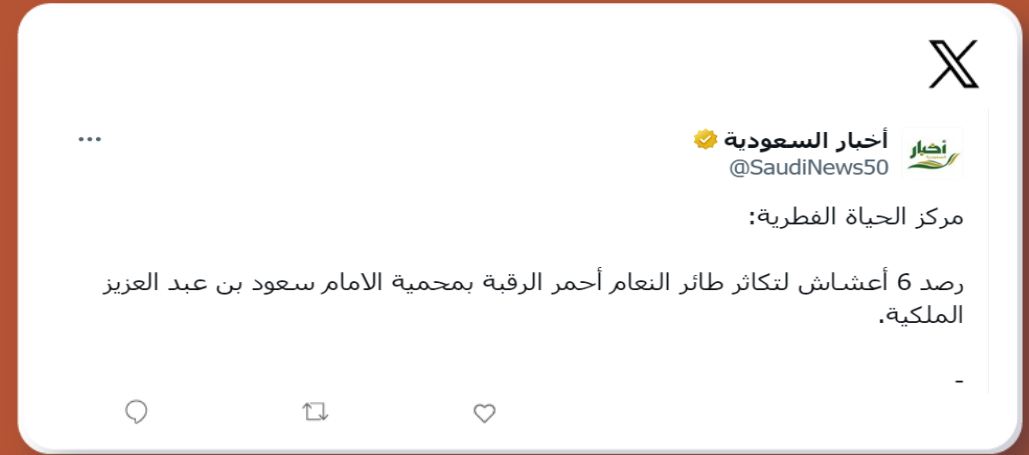 أخبار السعودية
@SaudiNews50
مركز الحياة الفطرية:
رصد 6 أعشاش لتكاثر طائر النعام أحمر الرقبة بمحمية الامام سعود بن عبد العزيز
الملكية.
-